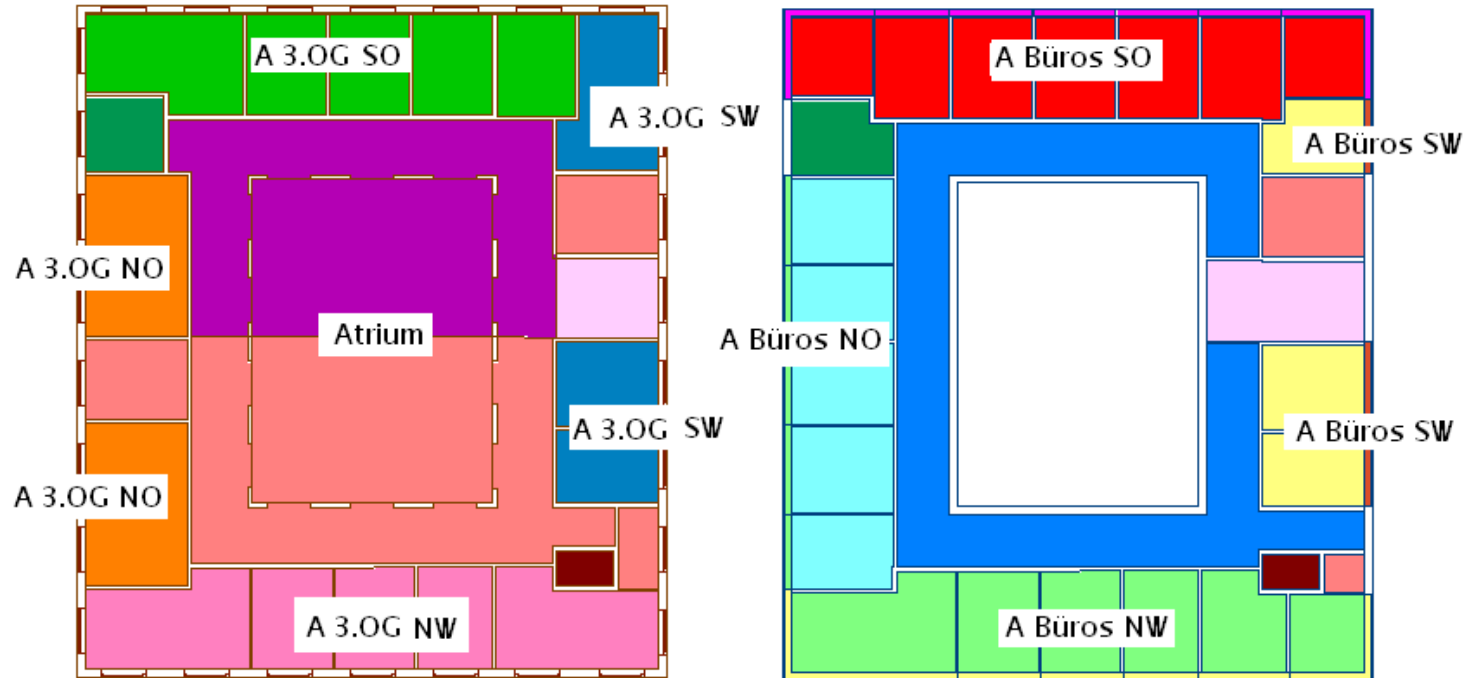 A 3.OG SO
A 3.OG SW
A 3.OG NO
Atrium
A 3.OG SW
A 3.OG NO
A 3.OG NW
A Büros SO
A Büros SW
A Büros NO
A Büros SW
A Büros NW